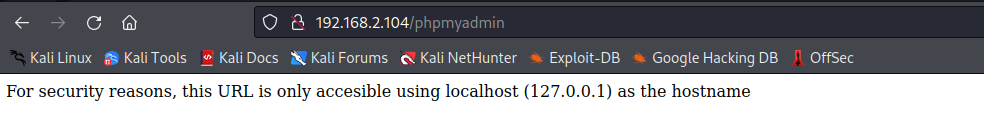 192.168.2.104/phpmyadmin
Kali Linux Kali Tools Kali Docs Kali Forums Kali NetHunter Exploit-DB Google Hacking DB OffSec
For security reasons, this URL is only accesible using localhost (127.0.0.1) as the hostname